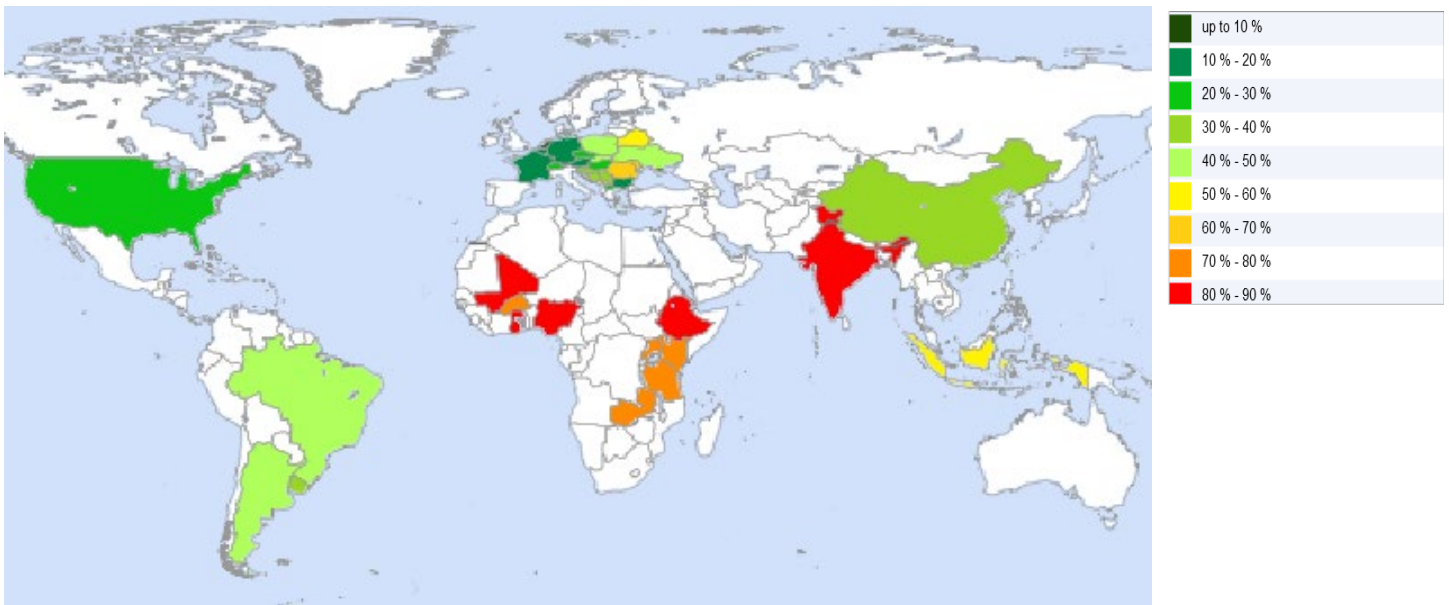 up to 10 %
10 % - 20 %
20 % - 30 %
30 % - 40 %
40 % - 50 %
50 % - 60 %
60 % - 70 %
70 % - 80 %
80 % - 90 %